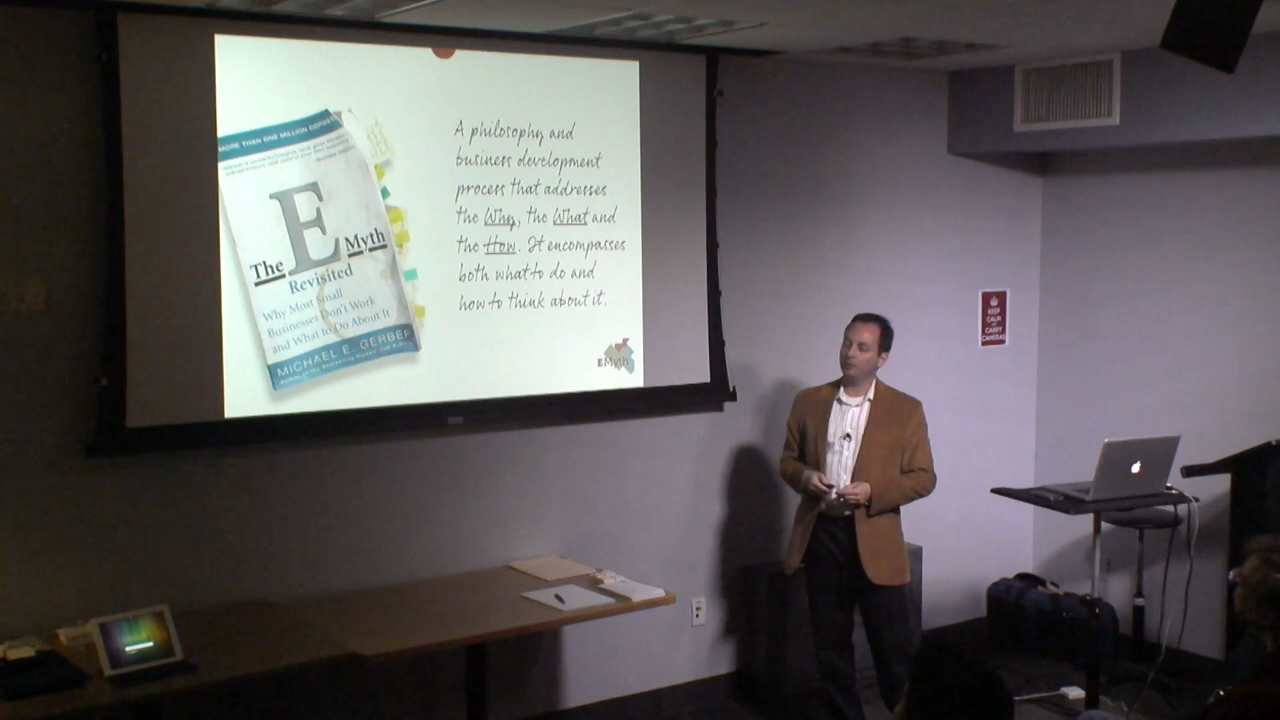 MORE THAN ONE MILLION COPIES
The E Myth
Revisited
Why Most Small
Businesses Don't Work
and What to Do About It
MICHAEL E. GERBER
A philosophy and
business development
process that addresses
the Why, the What and
the How. It encompasses
both what to do and
how to think about it.
EMyth
KEEP
CALM
AND
CARRY
CAMERAS